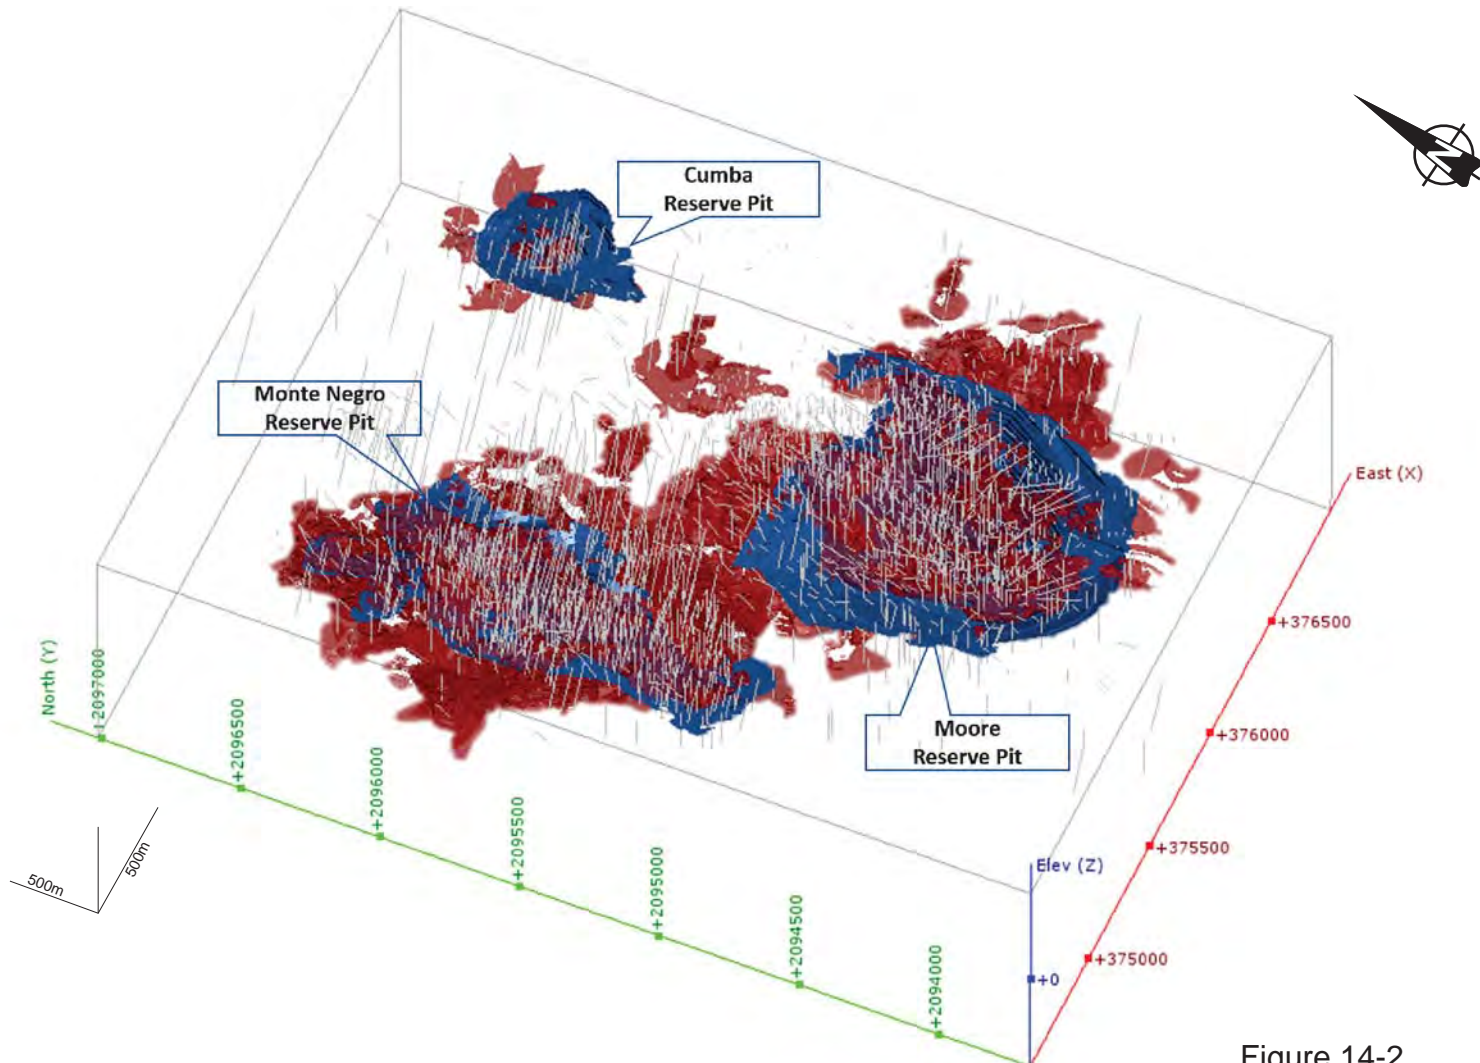 Cumba
Reserve Pit
N
Monte Negro
Reserve Pit
East (X)
+376500
+376000
+375500
+375000
Moore
Reserve Pit
North (Y)
+2097000
+2096500
+2096000
+2095500
+2095000
+2094500
+2094000
Elev (Z)
+0
500m
500m
Figure 14-2